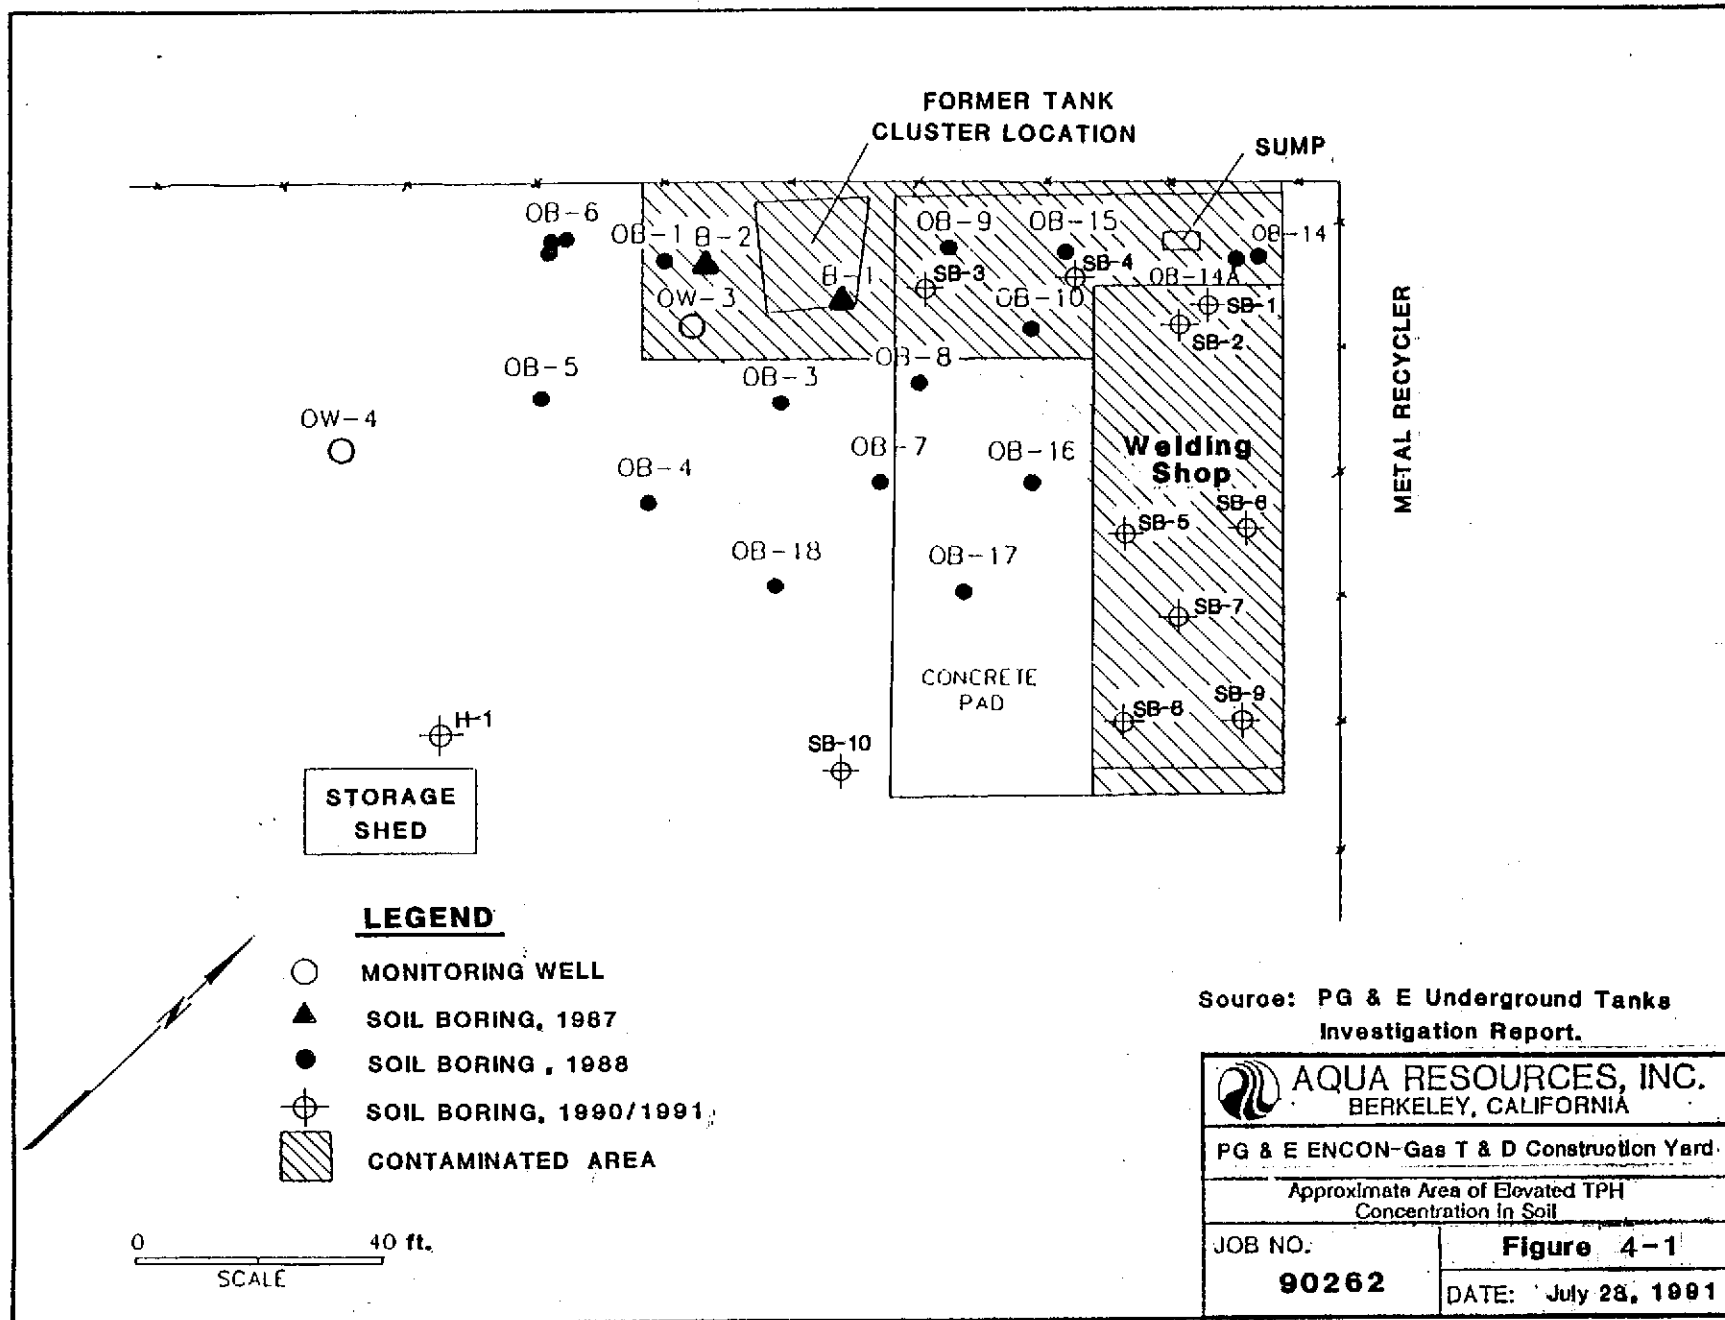 FORMER TANK
CLUSTER LOCATION
SUMP
OB-6
OB-1
B-2
OB-9
OB-15
OB-14
B-1
SB-3
SB-4
OB-14A
OW-3
OB-10
SB-1
SB-2
OB-5
OB-3
OB-8
METAL RECYCLER
OW-4
OB-4
OB-7
OB-16
Welding
Shop
SB-5
SB-6
OB-18
OB-17
SB-7
CONCRETE
PAD
H-1
SB-10
SB-8
SB-9
STORAGE
SHED
LEGEND
MONITORING WELL
SOIL BORING, 1987
SOIL BORING, 1988
SOIL BORING, 1990/1991
CONTAMINATED AREA
N
0 40 ft.
SCALE
Source: PG & E Underground Tanks
Investigation Report.
AQUA RESOURCES, INC.
BERKELEY, CALIFORNIA
PG & E ENCON-Gas T & D Construction Yard
Approximate Area of Elevated TPH
Concentration in Soil
JOB NO.
90262
Figure 4-1
DATE: July 23, 1991